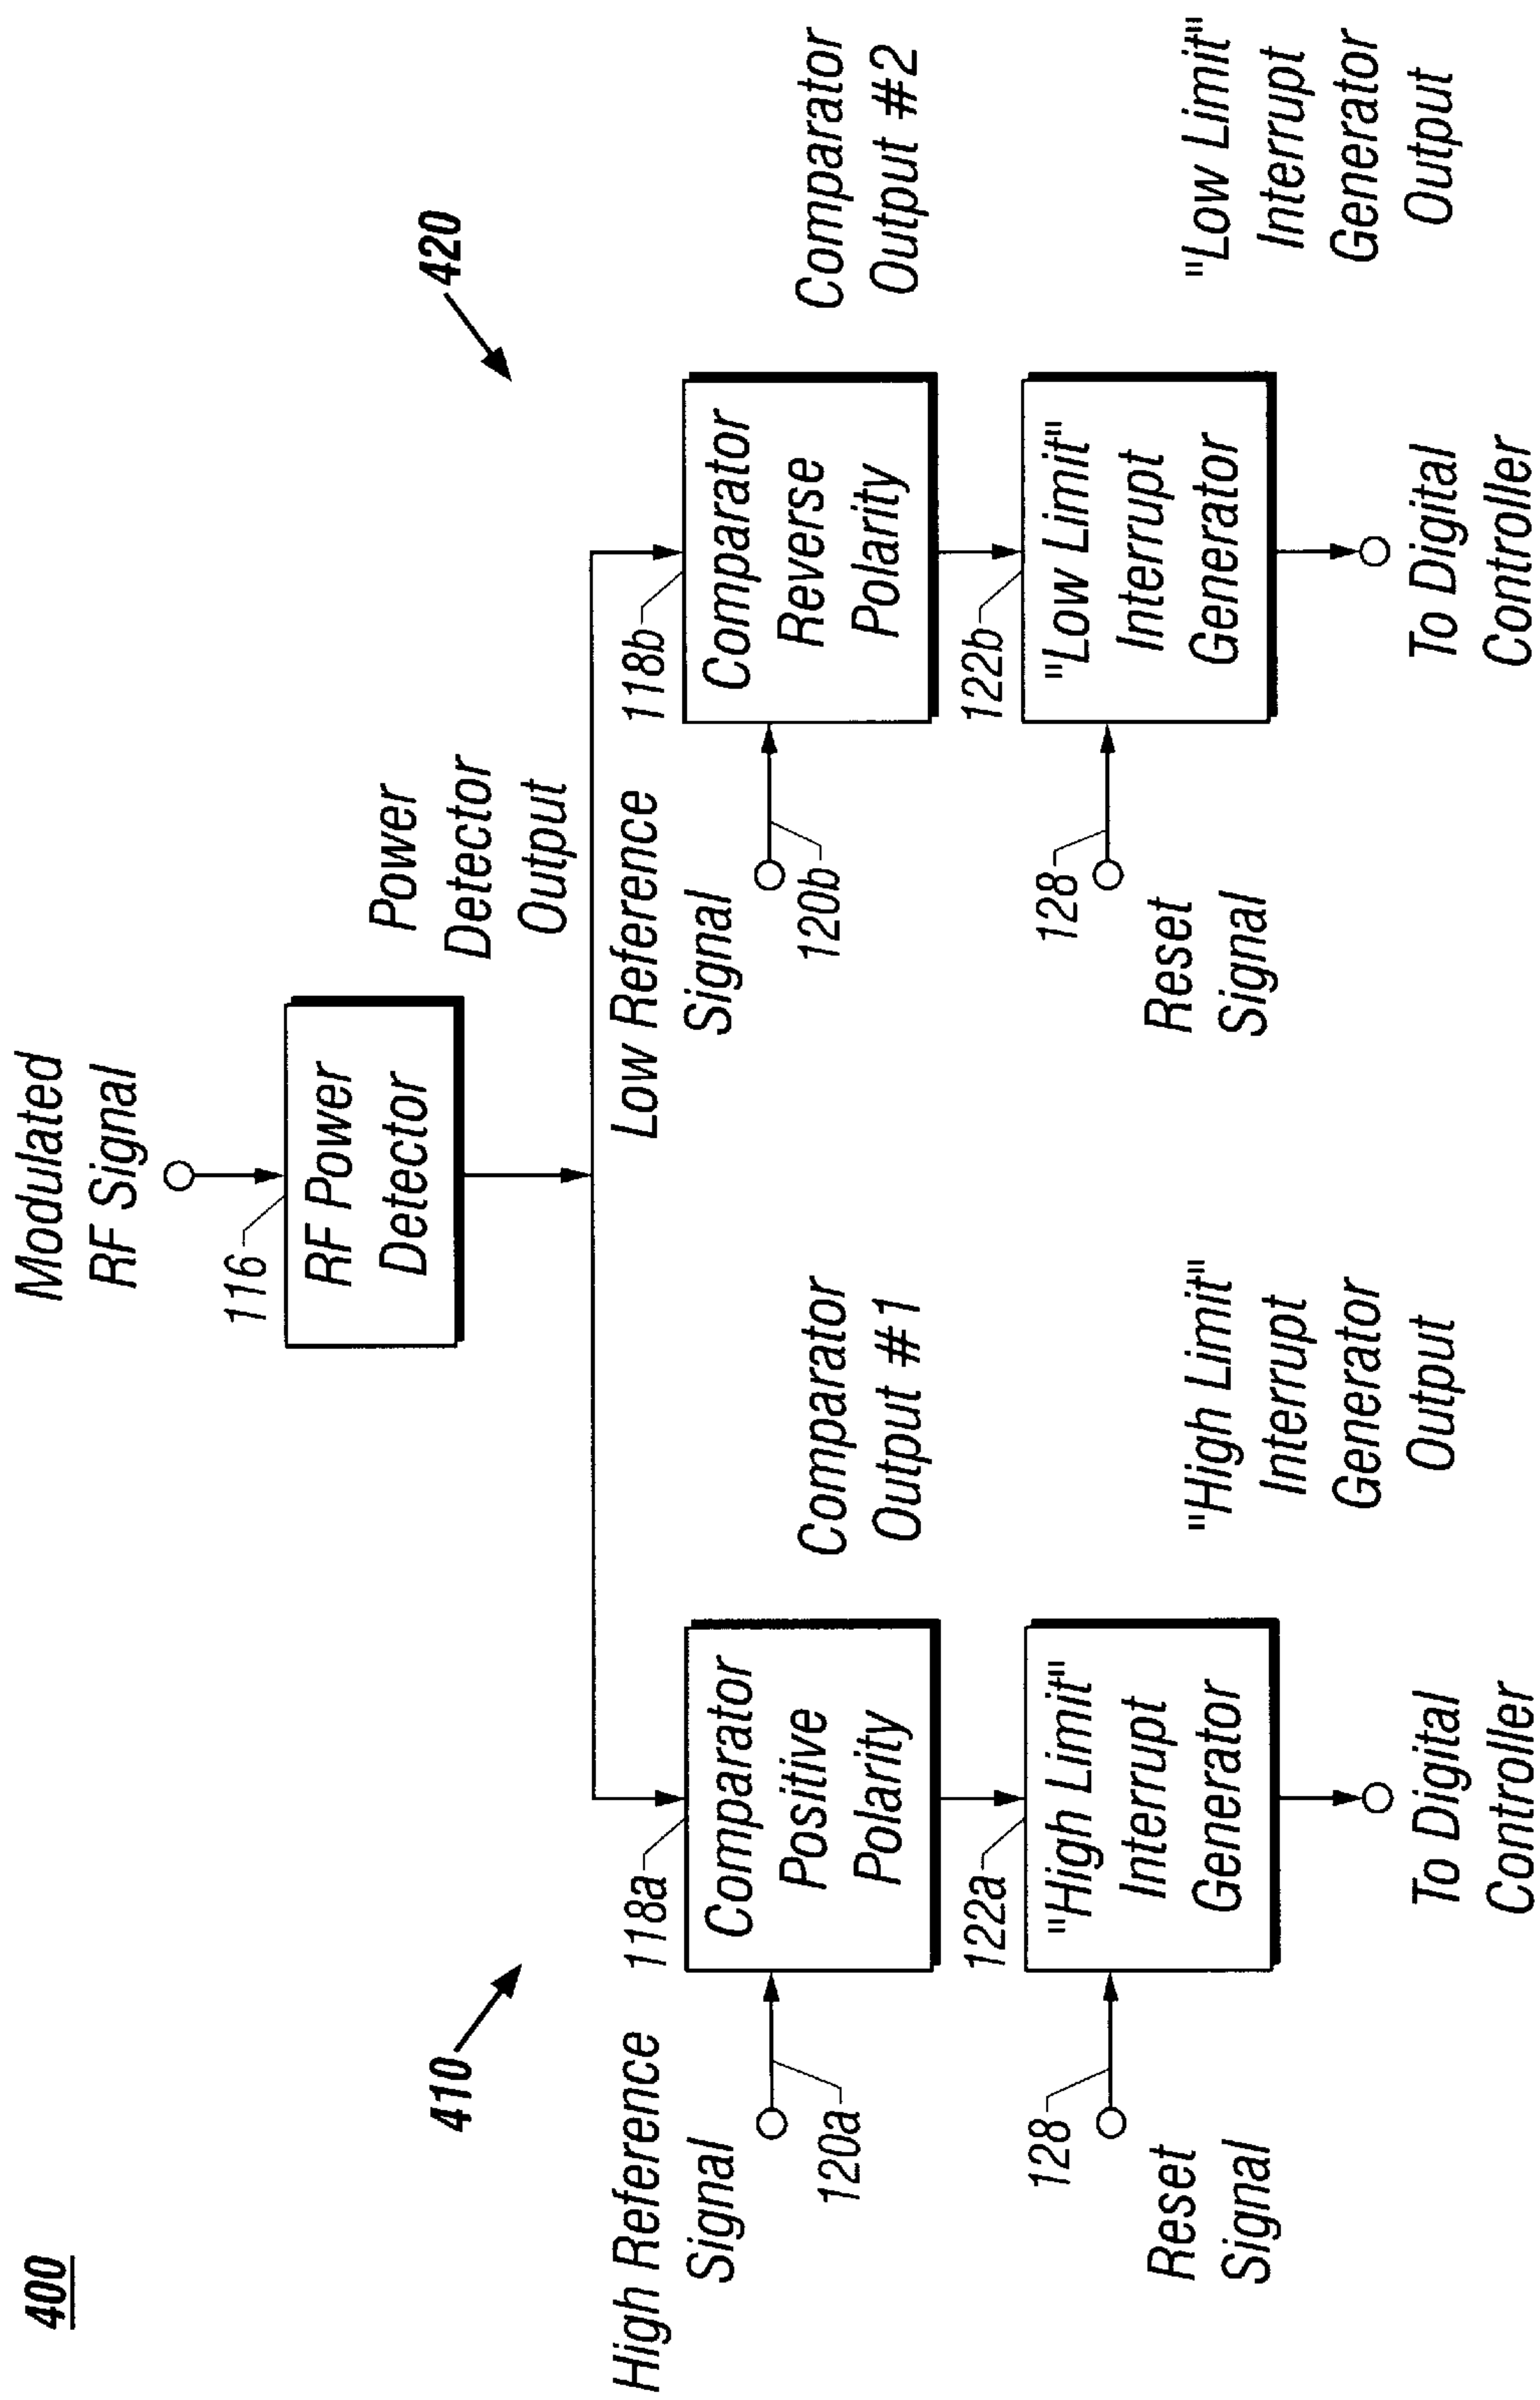 400
Modulated
RF Signal
116
RF Power
Detector
Power
Detector
Output
410
420
High Reference
Signal
120a
118a
Comparator
Positive
Polarity
Comparator
Output #1
Low Reference
Signal
120b
118b
Comparator
Reverse
Polarity
Comparator
Output #2
128
Reset
Signal
122a
"High Limit"
Interrupt
Generator
"High Limit"
Interrupt
Generator
Output
128
Reset
Signal
122b
"Low Limit"
Interrupt
Generator
"Low Limit"
Interrupt
Generator
Output
To Digital
Controller
To Digital
Controller